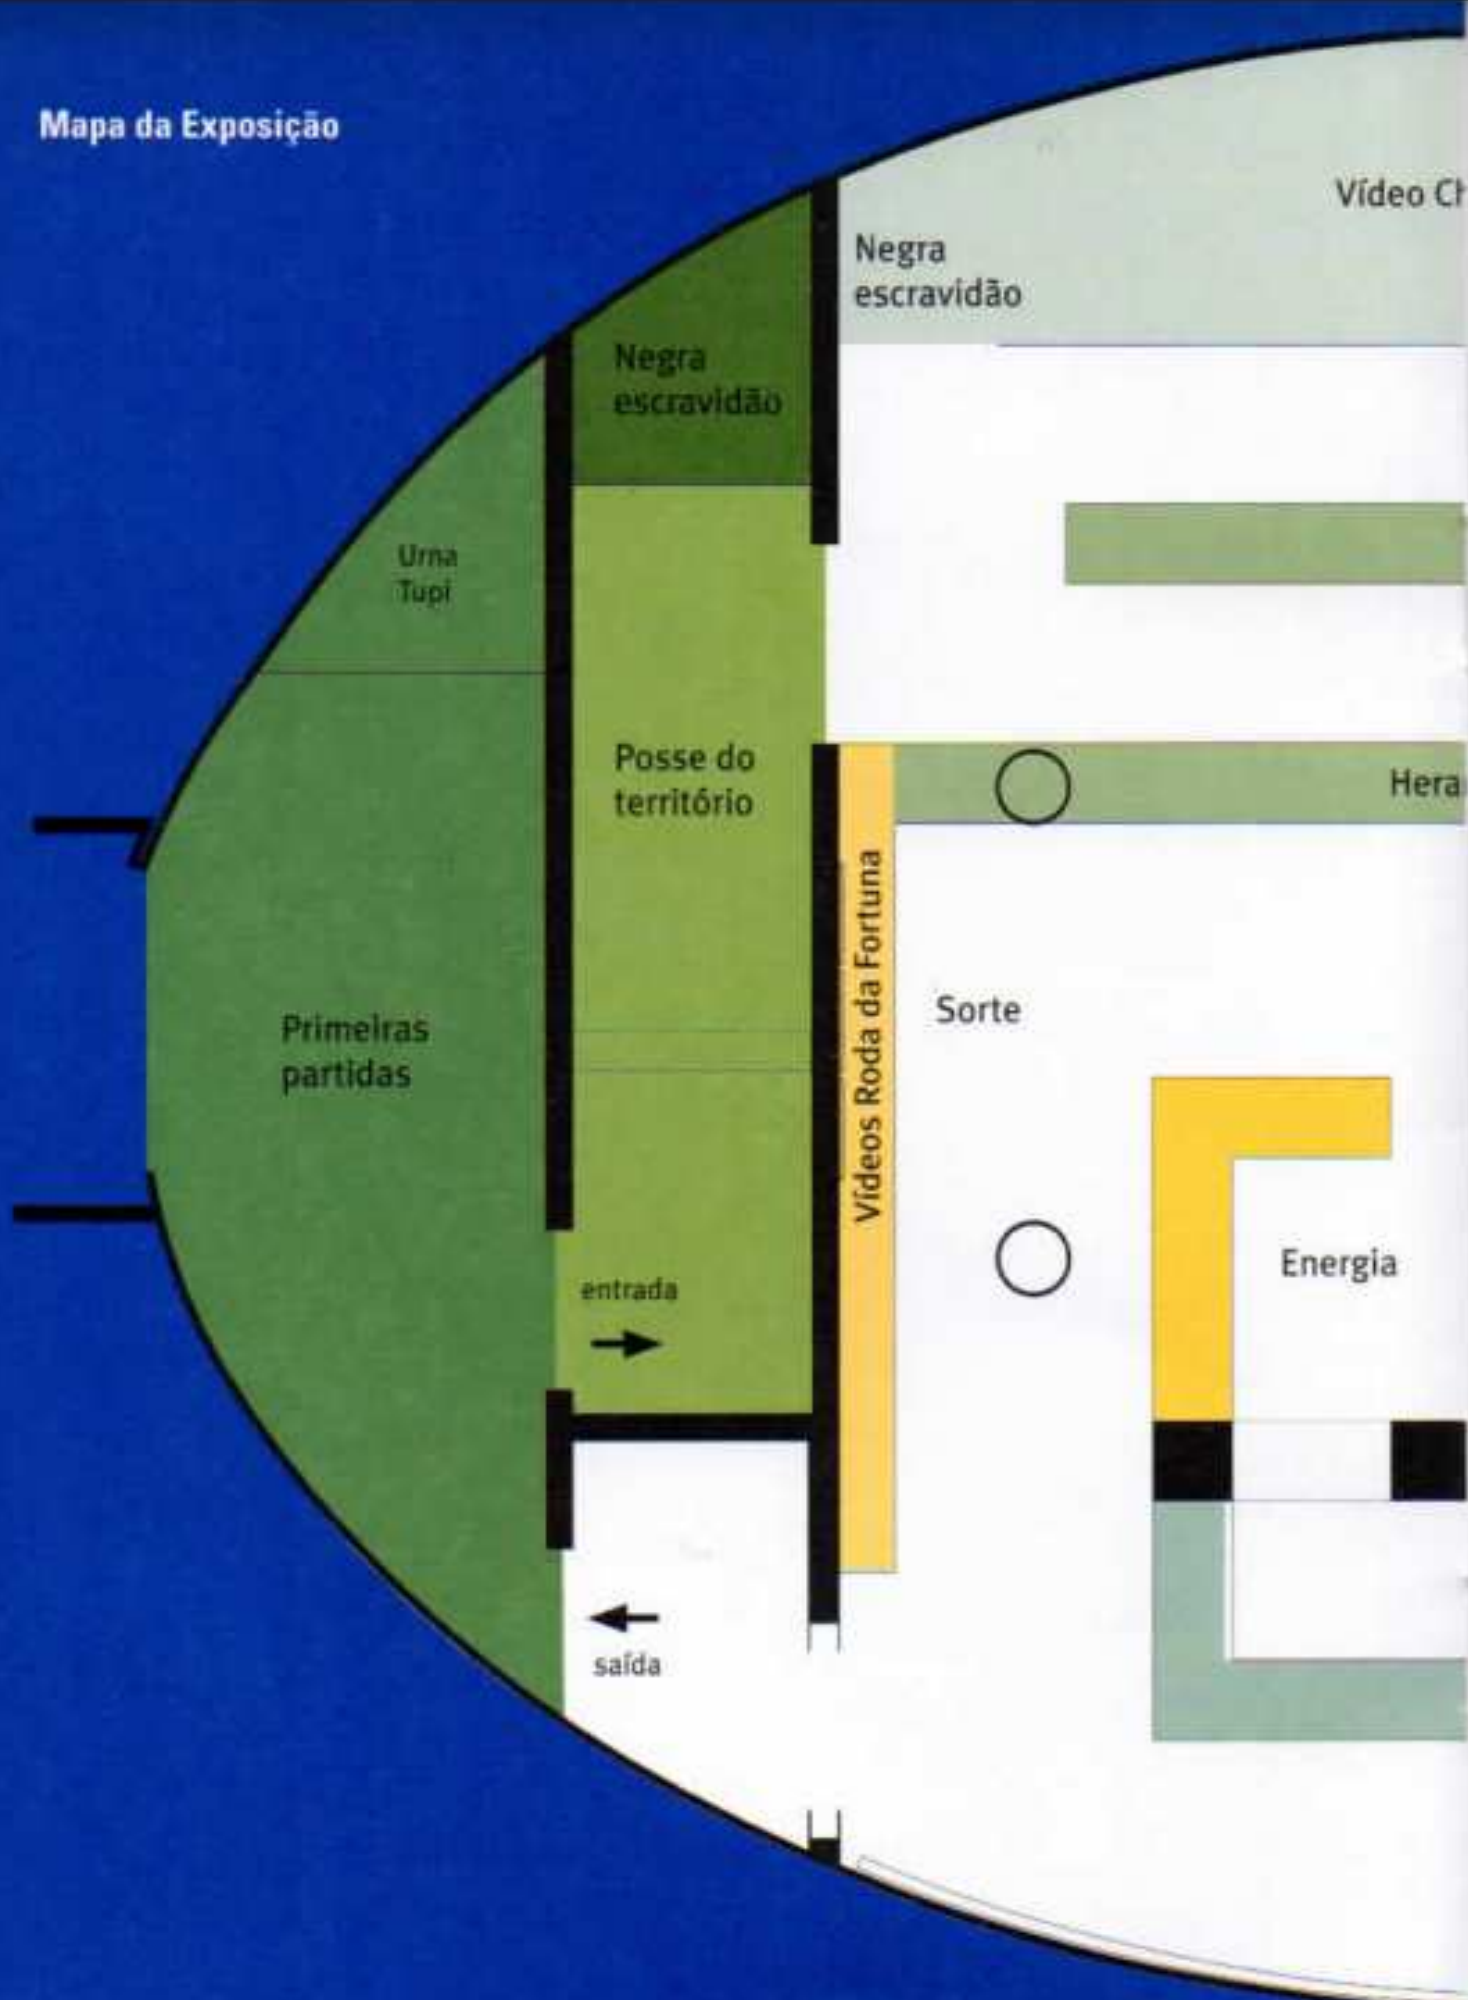 Mapa da Exposição
Vídeo
Negra
escravidão
Negra
escravidão
Urna
Tupi
Posse do
território
Vídeos Roda da Fortuna
Sorte
Primeiras
partidas
Energia
entrada
saída